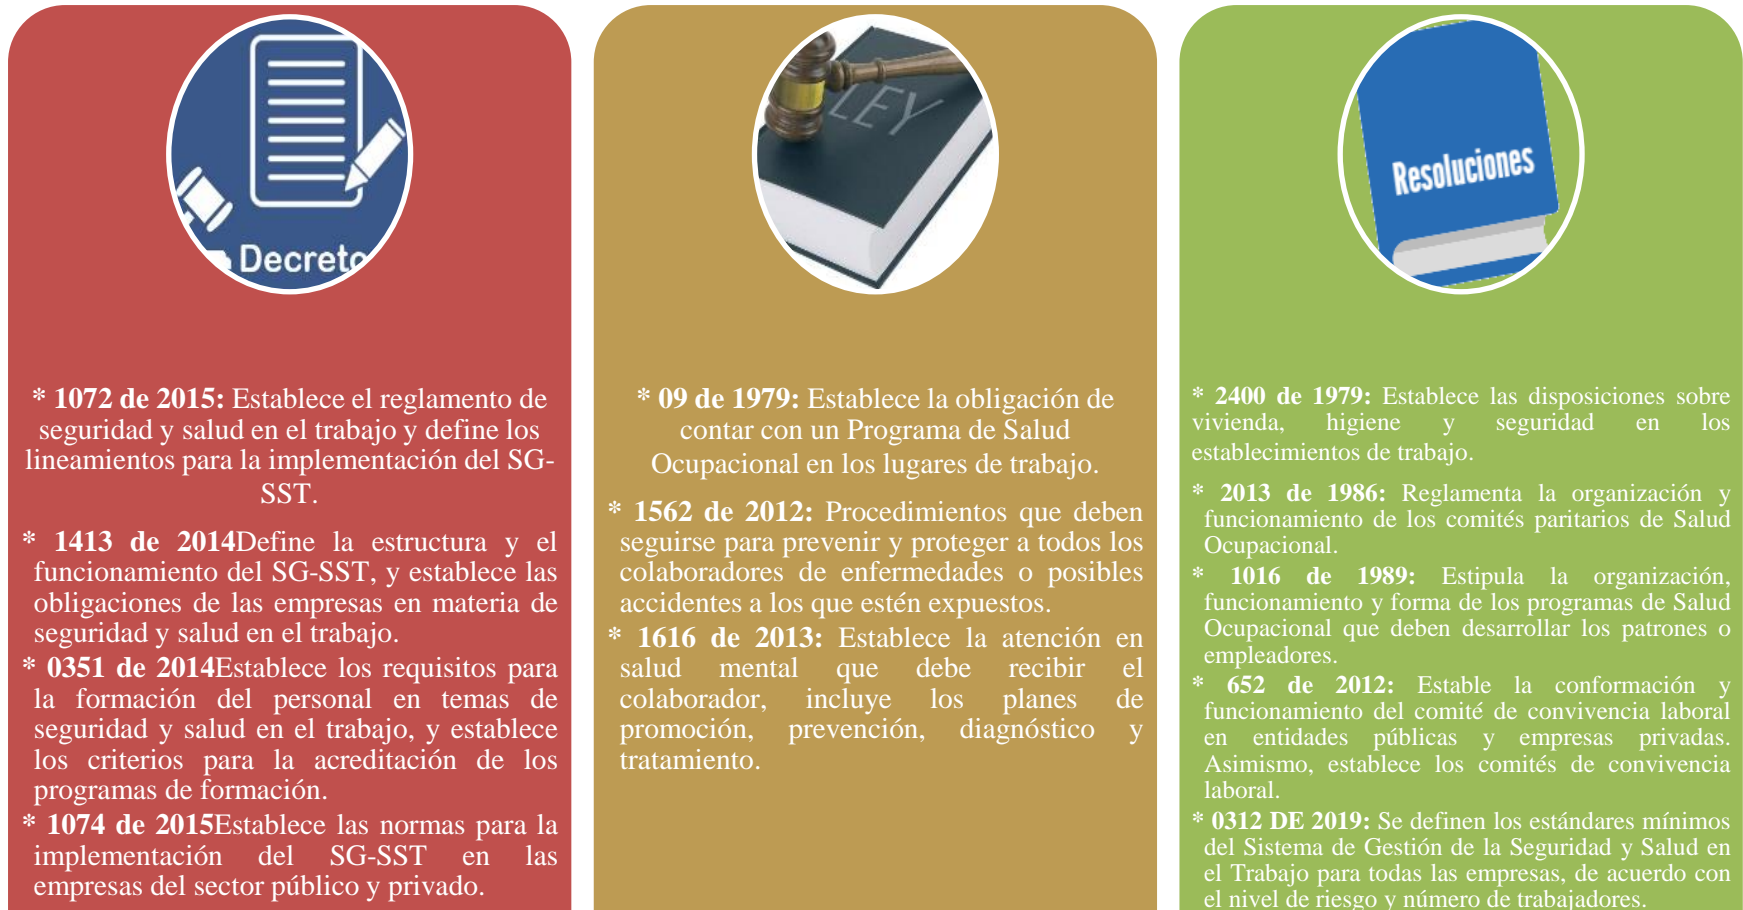 Decreto
* 1072 de 2015: Establece el reglamento de
seguridad y salud en el trabajo y define los
lineamientos para la implementación del SG-
SST.
* 1413 de 2014Define la estructura y el
funcionamiento del SG-SST, y establece las
obligaciones de las empresas en materia de
seguridad y salud en el trabajo.
* 0351 de 2014Establece los requisitos para
la formación del personal en temas de
seguridad y salud en el trabajo, y establece
los criterios para la acreditación de los
programas de formación.
* 1074 de 2015Establece las normas para la
implementación del SG-SST en las
empresas del sector público y privado.
LEY
* 09 de 1979: Establece la obligación de
contar con un Programa de Salud
Ocupacional en los lugares de trabajo.
* 1562 de 2012: Procedimientos que deben
seguirse para prevenir y proteger a todos los
colaboradores de enfermedades o posibles
accidentes a los que estén expuestos.
* 1616 de 2013: Establece la atención en
salud mental que debe recibir el
colaborador, incluye los planes de
promoción, prevención, diagnóstico y
tratamiento.
Resoluciones
* 2400 de 1979: Establece las disposiciones sobre
vivienda, higiene y seguridad en los
establecimientos de trabajo.
* 2013 de 1986: Reglamenta la organización y
funcionamiento de los comités paritarios de Salud
Ocupacional.
* 1016 de 1989: Estipula la organización,
funcionamiento y forma de los programas de Salud
Ocupacional que deben desarrollar los patrones o
empleadores.
* 652 de 2012: Estable la conformación y
funcionamiento del comité de convivencia laboral
en entidades públicas y empresas privadas.
Asimismo, establece los comités de convivencia
laboral.
* 0312 DE 2019: Se definen los estándares mínimos
del Sistema de Gestión de la Seguridad y Salud en
el Trabajo para todas las empresas, de acuerdo con
el nivel de riesgo y número de trabajadores.